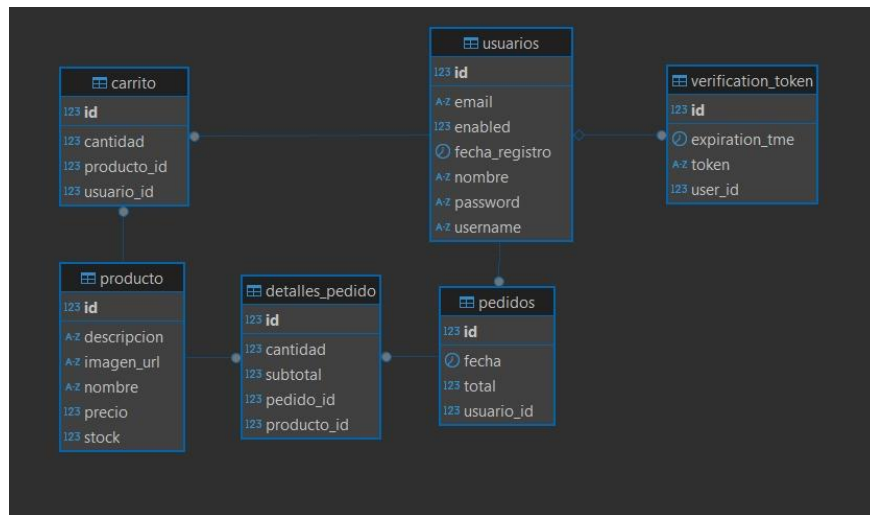 carrito
123 id
123 cantidad
123 producto_id
123 usuario_id
usuarios
123 id
A-Z email
123 enabled
fecha_registro
A-Z nombre
A-Z password
A-Z username
verification_token
123 id
expiration_tme
A-Z token
123 user_id
producto
123 id
A-Z descripcion
A-Z imagen_url
A-Z nombre
123 precio
123 stock
detalles_pedido
123 id
123 cantidad
123 subtotal
123 pedido_id
123 producto_id
pedidos
123 id
fecha
123 total
123 usuario_id